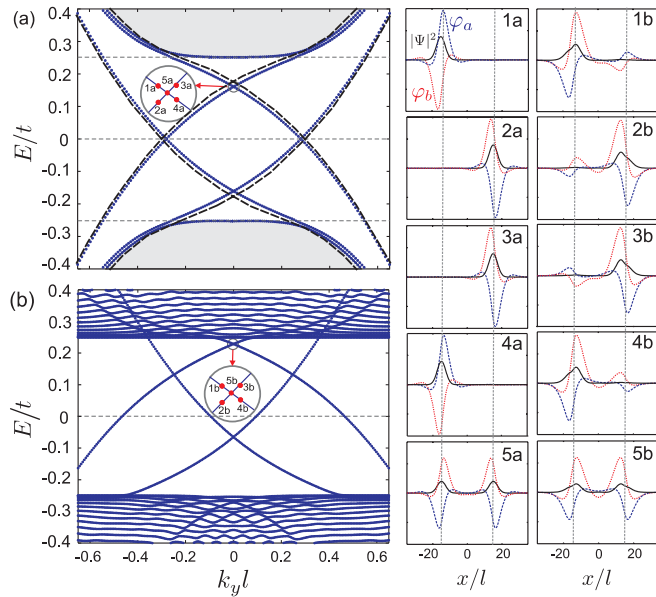 (a)
0.4
0.3
0.2
0.1
0
-0.1
-0.2
-0.3
-0.4
E/t
1a
5a
3a
2a
4a
(b)
0.4
0.3
0.2
0.1
0
-0.1
-0.2
-0.3
-0.4
E/t
1b
5b
3b
2b
4b
-0.6 -0.4 -0.2 0 0.2 0.4 0.6
k_y l
1a
|Ψ|²
φ_a
φ_b
1b
2a
2b
3a
3b
4a
4b
5a
5b
-20 0 20
-20 0 20
x/l
x/l